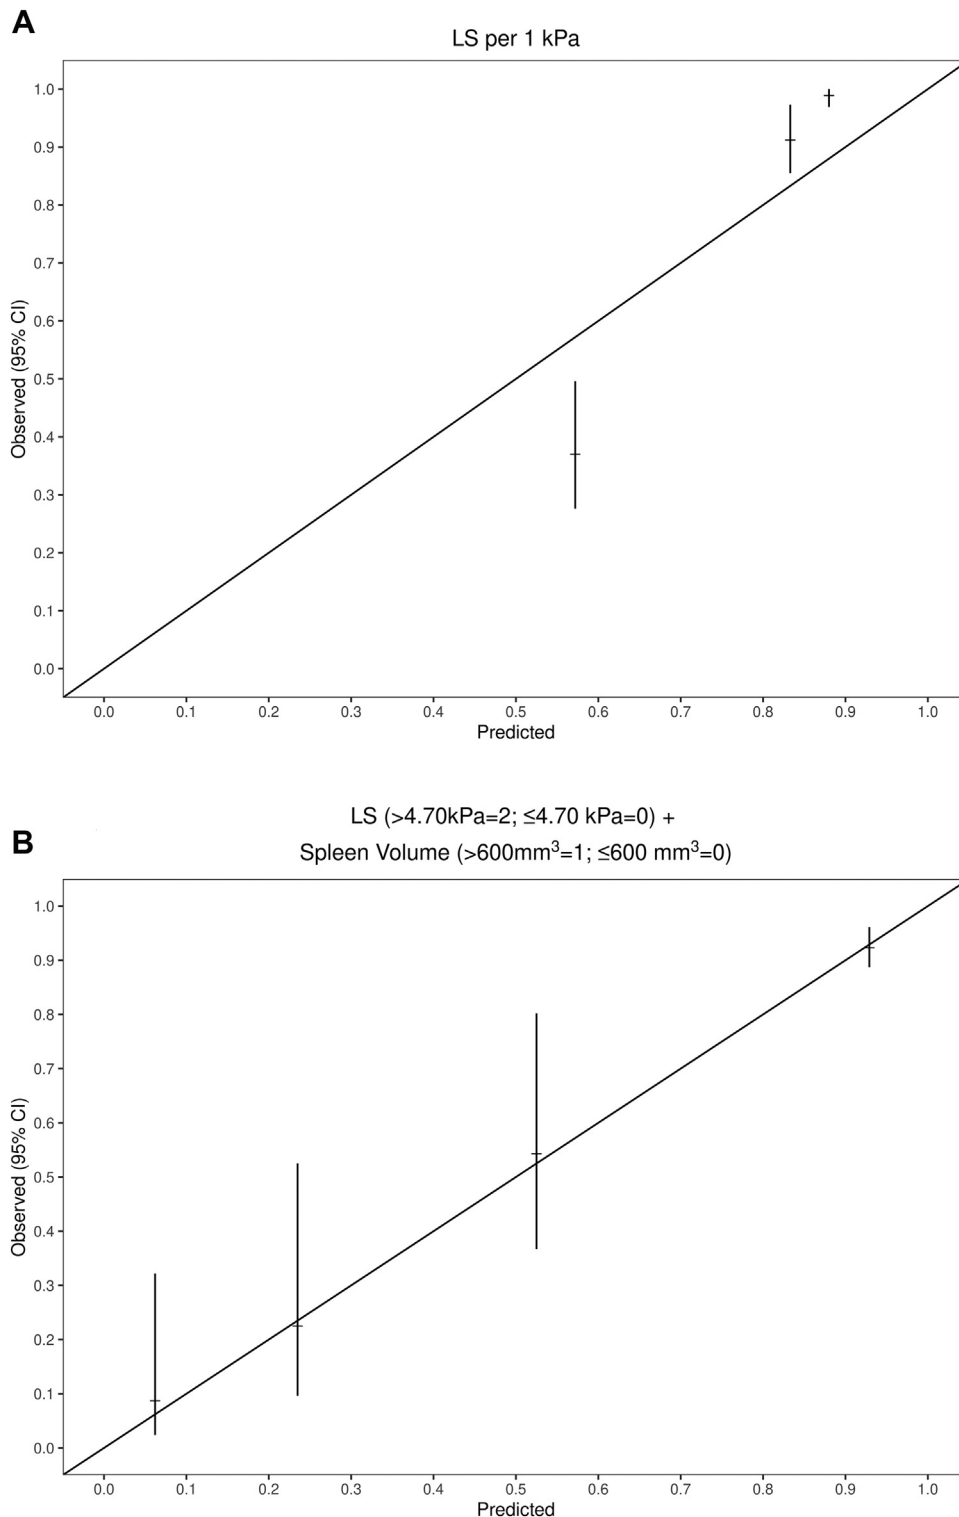 A
LS per 1 kPa
Observed (95% CI)
1.0
0.9
0.8
0.7
0.6
0.5
0.4
0.3
0.2
0.1
0.0
0.0 0.1 0.2 0.3 0.4 0.5 0.6 0.7 0.8 0.9 1.0
Predicted
B
LS (>4.70kPa=2; ≤4.70 kPa=0) +
Spleen Volume (>600mm³=1; ≤600 mm³=0)
Observed (95% CI)
1.0
0.9
0.8
0.7
0.6
0.5
0.4
0.3
0.2
0.1
0.0
0.0 0.1 0.2 0.3 0.4 0.5 0.6 0.7 0.8 0.9 1.0
Predicted